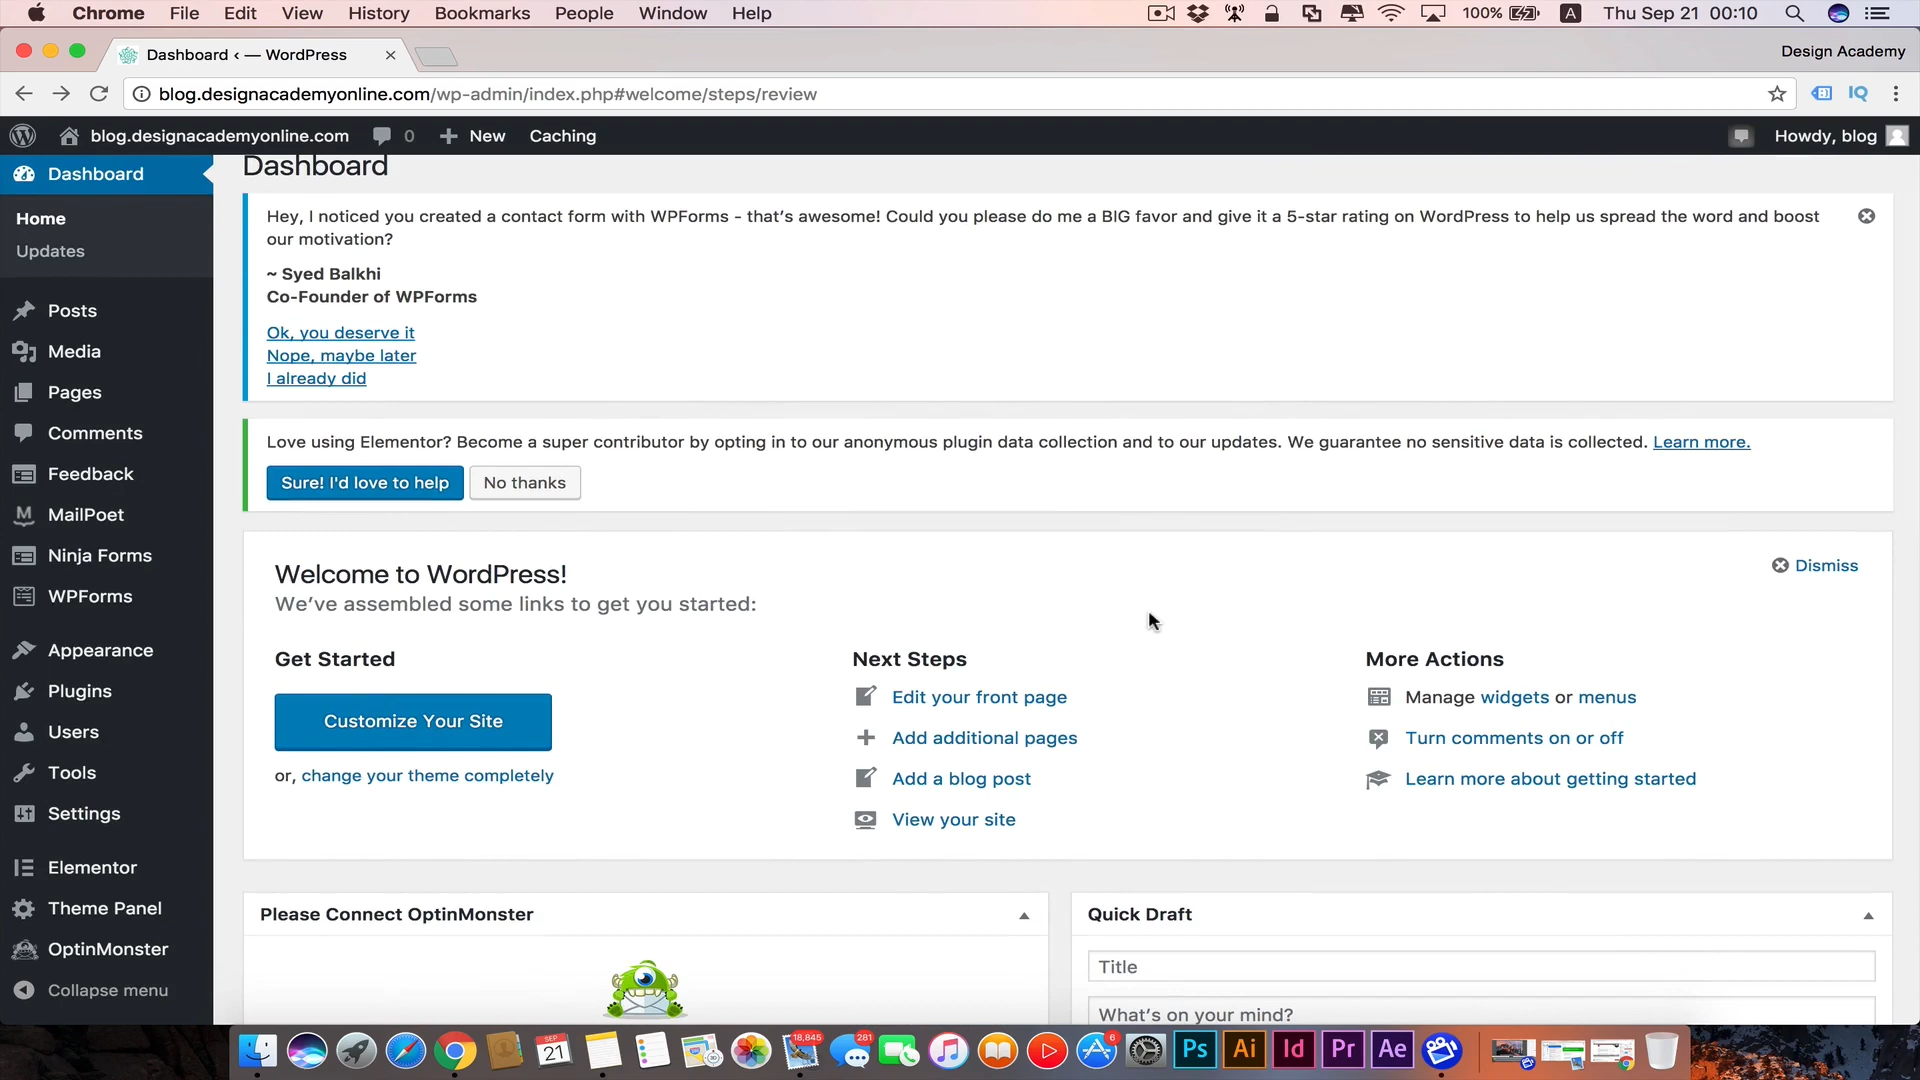 Chrome File Edit View History Bookmarks People Window Help
100% A Thu Sep 21 00:10
Dashboard ‹ — WordPress
Design Academy
blog.designacademyonline.com/wp-admin/index.php#welcome/steps/review
IQ
blog.designacademyonline.com 0 New Caching
Howdy, blog
Dashboard
Home
Updates
Posts
Media
Pages
Comments
Feedback
MailPoet
Ninja Forms
WPForms
Appearance
Plugins
Users
Tools
Settings
Elementor
Theme Panel
OptinMonster
Collapse menu
Dashboard
Hey, I noticed you created a contact form with WPForms - that's awesome! Could you please do me a BIG favor and give it a 5-star rating on WordPress to help us spread the word and boost
our motivation?
~ Syed Balkhi
Co-Founder of WPForms
Ok, you deserve it
Nope, maybe later
I already did
Love using Elementor? Become a super contributor by opting in to our anonymous plugin data collection and to our updates. We guarantee no sensitive data is collected. Learn more.
Sure! I'd love to help
No thanks
Welcome to WordPress!
Dismiss
We've assembled some links to get you started:
Get Started
Customize Your Site
or, change your theme completely
Next Steps
Edit your front page
Add additional pages
Add a blog post
View your site
More Actions
Manage widgets or menus
Turn comments on or off
Learn more about getting started
Please Connect OptinMonster
Quick Draft
Title
What's on your mind?
SEP
21
18,845
281
6
Ps Ai Id Pr Ae